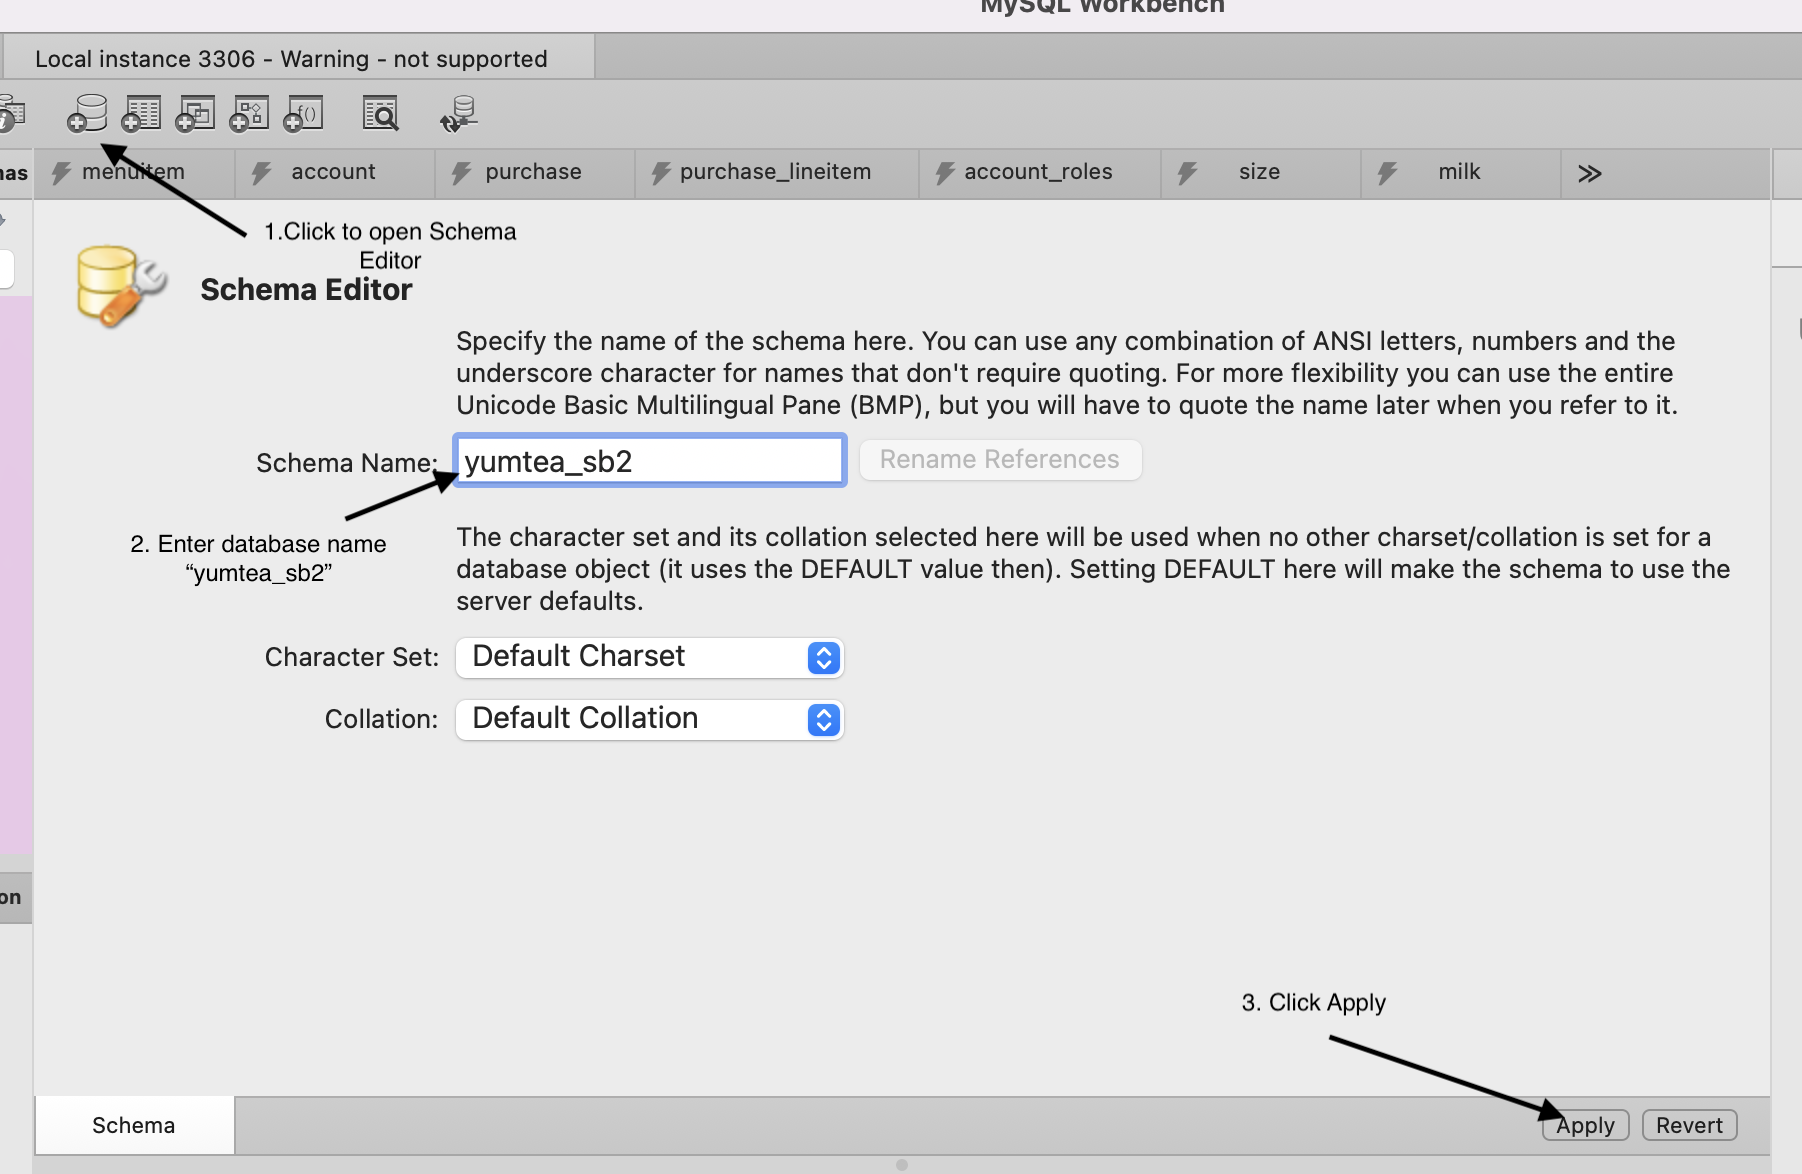 MySQL Workbench
Local instance 3306 - Warning - not supported
menuitem
account
purchase
purchase_lineitem
account_roles
size
milk
1.Click to open Schema
Editor
Schema Editor
Specify the name of the schema here. You can use any combination of ANSI letters, numbers and the
underscore character for names that don't require quoting. For more flexibility you can use the entire
Unicode Basic Multilingual Pane (BMP), but you will have to quote the name later when you refer to it.
Schema Name: yumtea_sb2 Rename References
2. Enter database name
“yumtea_sb2”
The character set and its collation selected here will be used when no other charset/collation is set for a
database object (it uses the DEFAULT value then). Setting DEFAULT here will make the schema to use the
server defaults.
Character Set: Default Charset
Collation: Default Collation
3. Click Apply
Schema
Apply
Revert